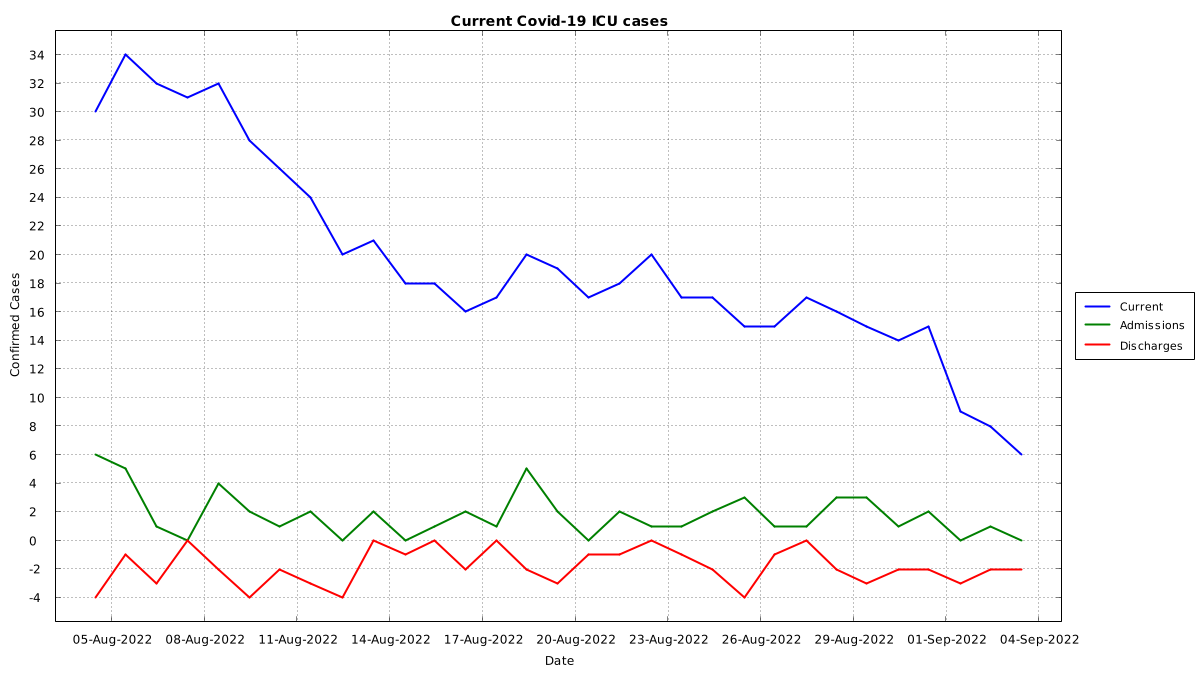 Current Covid-19 ICU cases
34
32
30
28
26
24
22
20
18
16
14
12
10
8
6
4
2
0
-2
-4
Confirmed Cases
05-Aug-2022 08-Aug-2022 11-Aug-2022 14-Aug-2022 17-Aug-2022 20-Aug-2022 23-Aug-2022 26-Aug-2022 29-Aug-2022 01-Sep-2022 04-Sep-2022
Date
Current
Admissions
Discharges